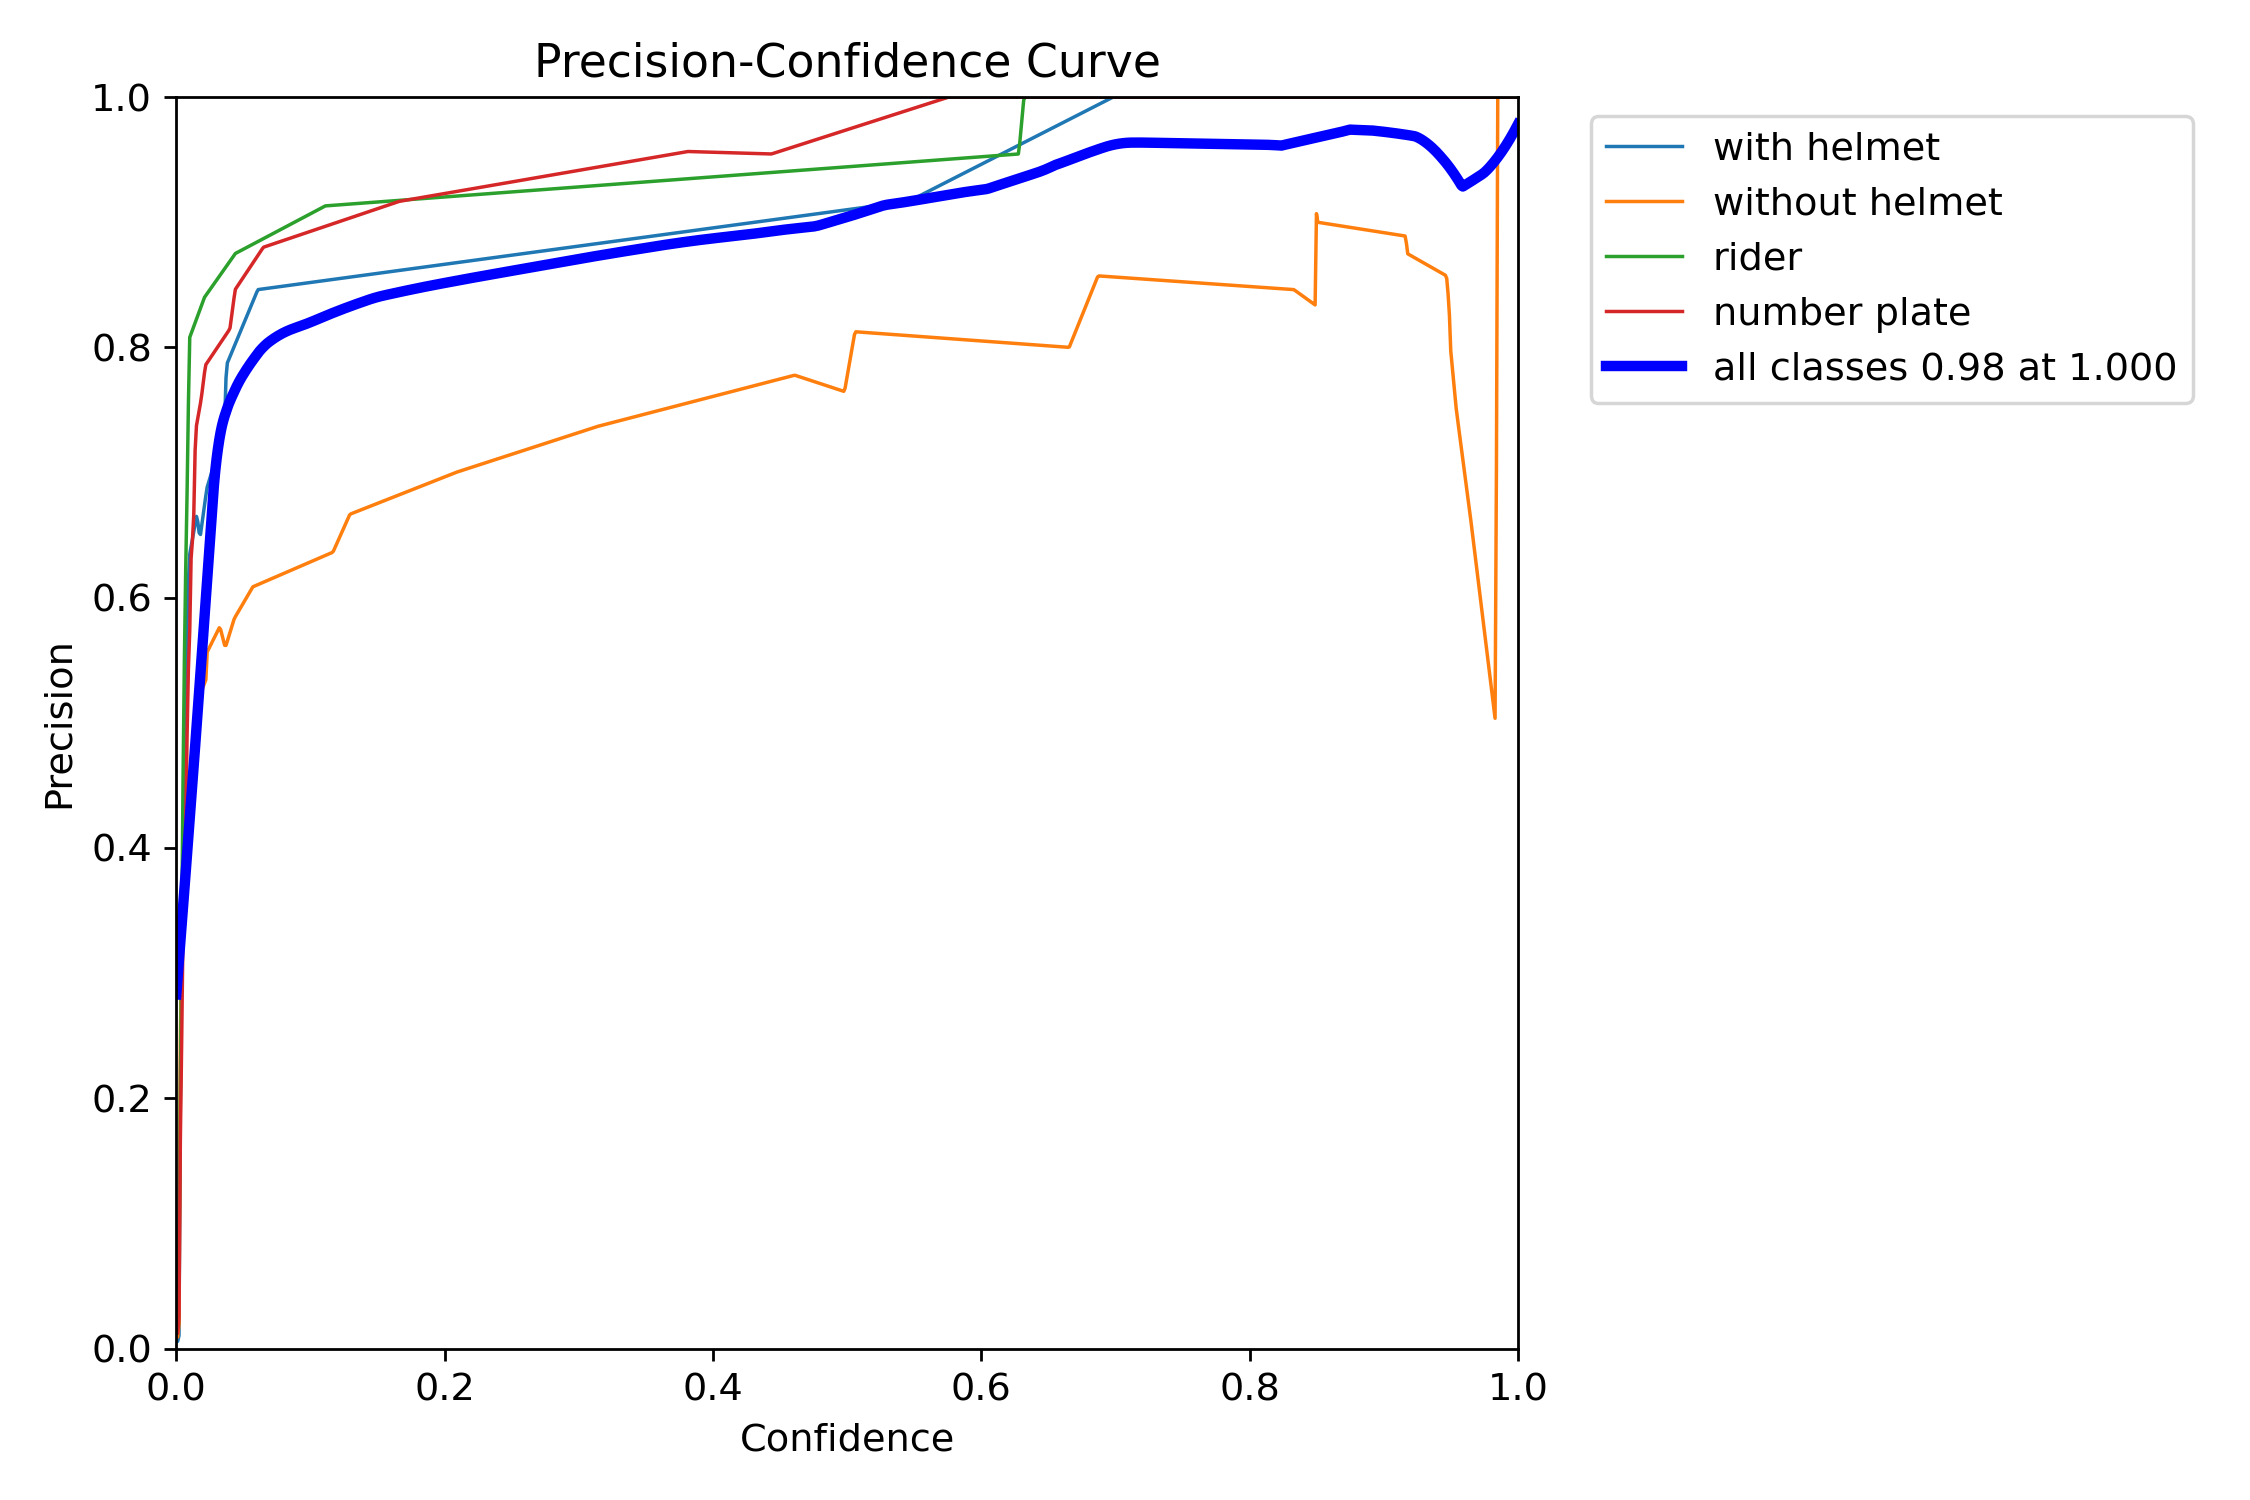 Precision-Confidence Curve
1.0
0.8
0.6
0.4
0.2
0.0
Precision
0.0 0.2 0.4 0.6 0.8 1.0
Confidence
with helmet
without helmet
rider
number plate
all classes 0.98 at 1.000